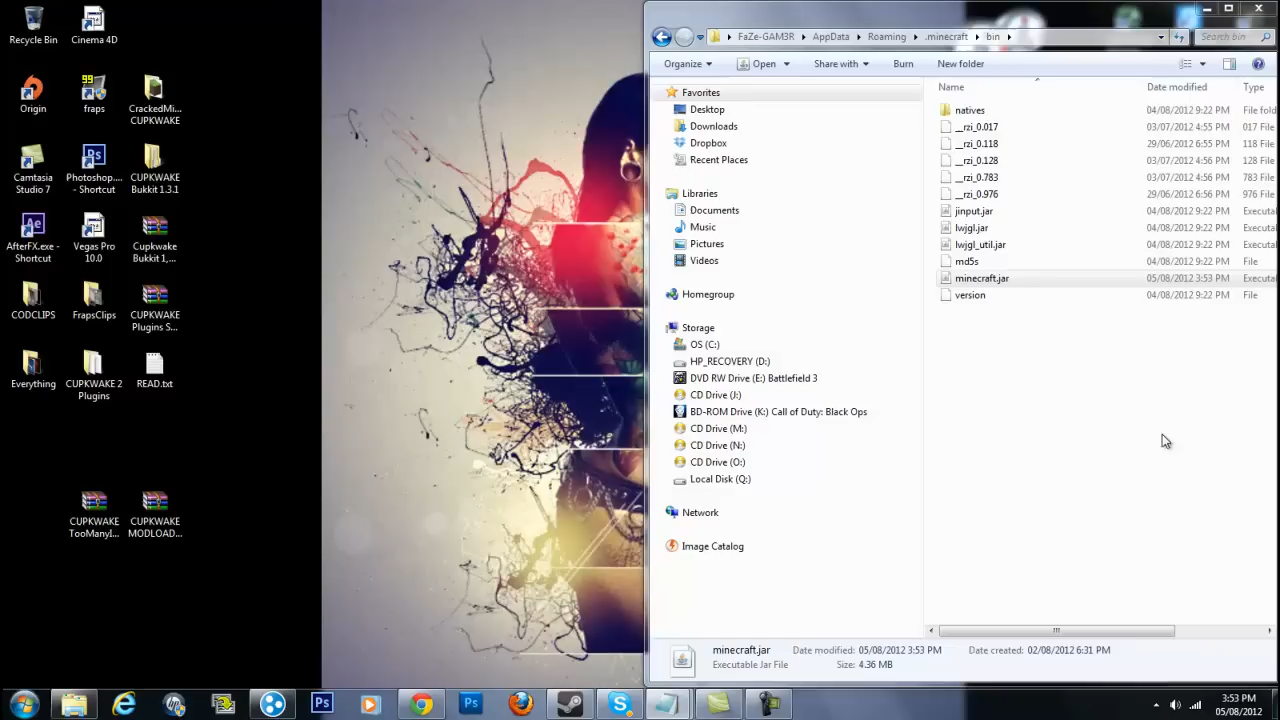 Recycle Bin
Cinema 4D
Origin
99
fraps
CrackedMi...
CUPKWAKE
Camtasia
Studio 7
Ps
Photoshop....
- Shortcut
CUPKWAKE
Bukkit 1.3.1
Ae
AfterFX.exe -
Shortcut
Vegas Pro
10.0
Cupkwake
Bukkit 1,...
CODCLIPS
FrapsClips
CUPKWAKE
Plugins S...
Everything
CUPKWAKE 2
Plugins
READ.txt
CUPKWAKE
TooManyI...
CUPKWAKE
MODLOAD...
FaZe-GAM3R
AppData
Roaming
.minecraft
bin
Search bin
Organize
Open
Share with
Burn
New folder
Favorites
Desktop
Downloads
Dropbox
Recent Places
Libraries
Documents
Music
Pictures
Videos
Homegroup
Storage
OS (C:)
HP_RECOVERY (D:)
DVD RW Drive (E:) Battlefield 3
CD Drive (J:)
BD-ROM Drive (K:) Call of Duty: Black Ops
CD Drive (M:)
CD Drive (N:)
CD Drive (O:)
Local Disk (Q:)
Network
Image Catalog
Name Date modified Type
natives 04/08/2012 9:22 PM File fold
__rzi_0.017 03/07/2012 4:55 PM 017 File
__rzi_0.118 29/06/2012 6:55 PM 118 File
__rzi_0.128 03/07/2012 4:56 PM 128 File
__rzi_0.783 03/07/2012 4:56 PM 783 File
__rzi_0.976 29/06/2012 6:56 PM 976 File
jinput.jar 04/08/2012 9:22 PM Executa
lwjgl.jar 04/08/2012 9:22 PM Executa
lwjgl_util.jar 04/08/2012 9:22 PM Executa
md5s 04/08/2012 9:22 PM File
minecraft.jar 05/08/2012 3:53 PM Executa
version 04/08/2012 9:22 PM File
minecraft.jar Date modified: 05/08/2012 3:53 PM Date created: 02/08/2012 6:31 PM
Executable Jar File Size: 4.36 MB
Ps
Ps
3:53 PM
05/08/2012